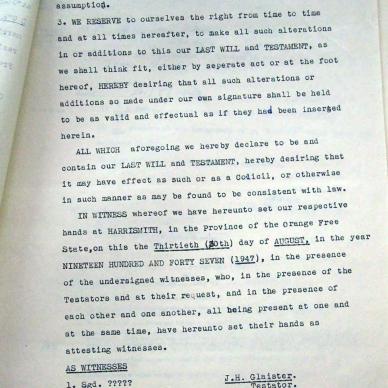 assumption.
3. WE RESERVE to ourselves the right from time to time
and at all times hereafter, to make all such alterations
in or additions to this our LAST WILL and TESTAMENT, as
we shall think fit, either by seperate act or at the foot
hereof, HEREBY desiring that all such alterations or
additions so made under our own signature shall be held
to be as valid and effectual as if they had been inserted
herein.
ALL WHICH aforegoing we hereby declare to be and
contain our LAST WILL and TESTAMENT, hereby desiring that
it may have effect as such or as a Codicil, or otherwise
in such manner as may be found to be consistent with law.
IN WITNESS whereof we have hereunto set our respective
hands at HARRISMITH, in the Province of the Orange Free
State,on this the Thirtieth (30th) day of AUGUST, in the year
NINETEEN HUNDRED AND FORTY SEVEN (1947), in the presence
of the undersigned witnesses, who, in the presence of the
Testators and at their request, and in the presence of
each other and one another, all being present at one and
at the same time, have hereunto set their hands as
attesting witnesses.
AS WITNESSES
1. Sgd. ????? J.H. Glaister.
Testator.